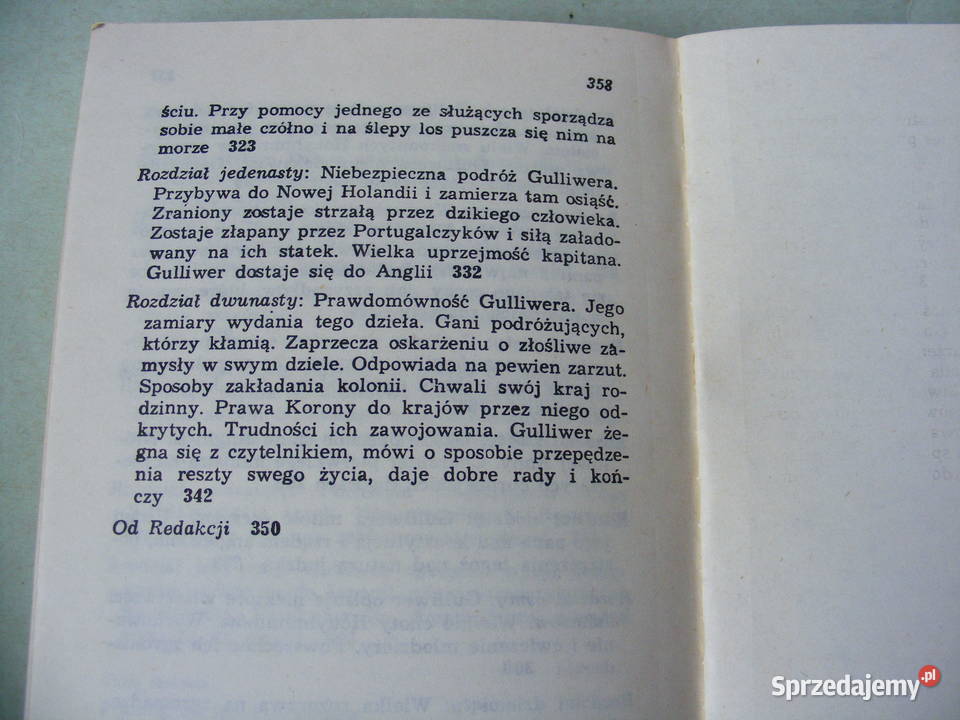 358
ściu. Przy pomocy jednego ze służących sporządza
sobie małe czółno i na ślepy los puszcza się nim na
morze 323
Rozdział jedenasty: Niebezpieczna podróż Gulliwera.
Przybywa do Nowej Holandii i zamierza tam osiąść.
Zraniony zostaje strzałą przez dzikiego człowieka.
Zostaje złapany przez Portugalczyków i siłą załado-
wany na ich statek. Wielka uprzejmość kapitana.
Gulliwer dostaje się do Anglii 332
Rozdział dwunasty: Prawdomówność Gulliwera. Jego
zamiary wydania tego dzieła. Gani podróżujących,
którzy kłamią. Zaprzecza oskarżeniu o złośliwe za-
mysły w swym dziele. Odpowiada na pewien zarzut.
Sposoby zakładania kolonii. Chwali swój kraj ro-
dzinny. Prawa Korony do krajów przez niego od-
krytych. Trudności ich zawojowania. Gulliwer że-
gna się z czytelnikiem, mówi o sposobie przepędze-
nia reszty swego życia, daje dobre rady i koń-
czy 342
Od Redakcji 350
Sprzedajemy.pl